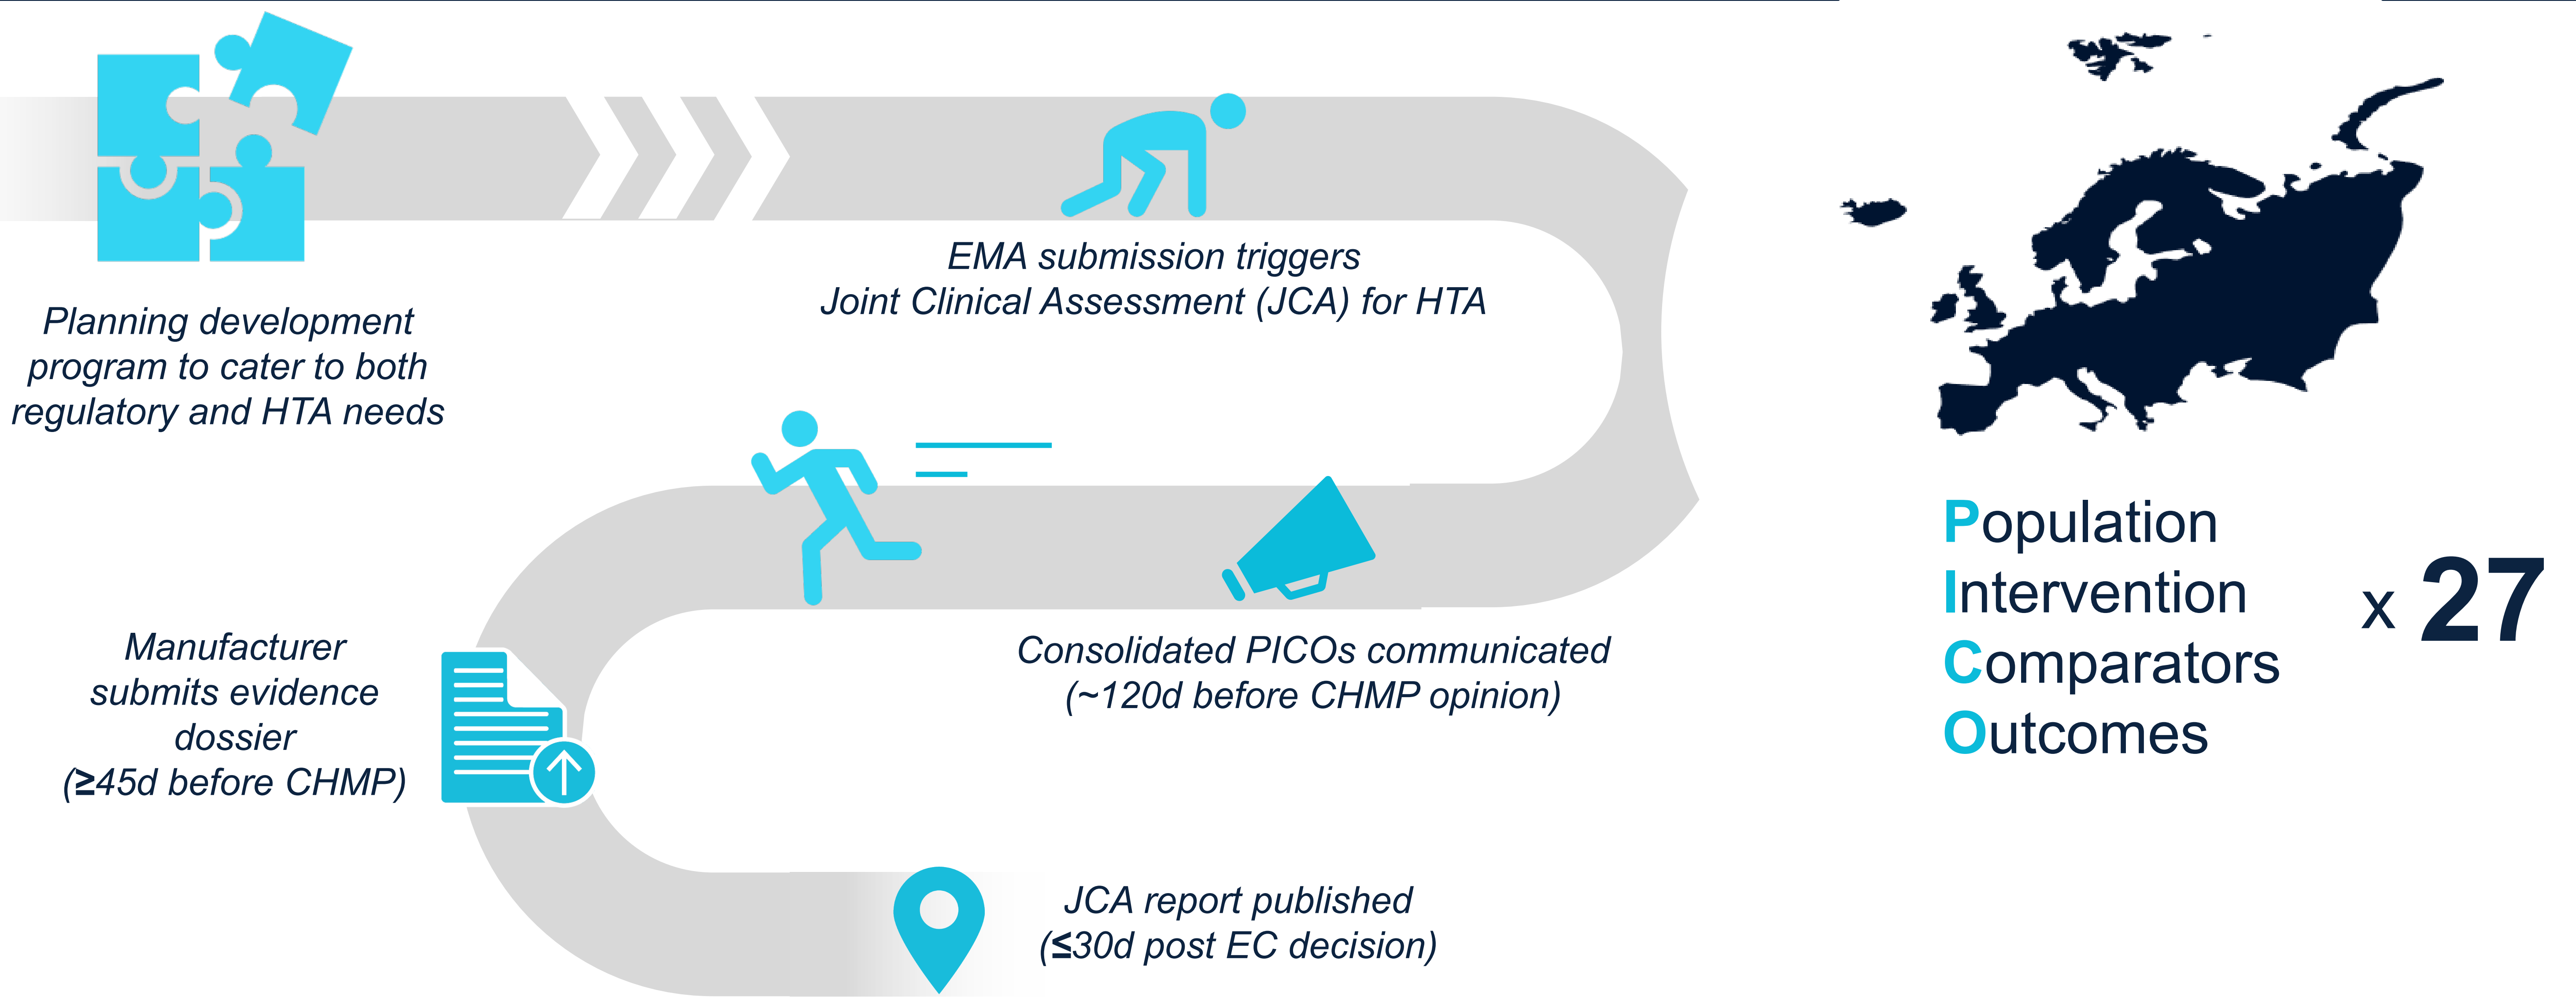 Planning development
program to cater to both
regulatory and HTA needs
EMA submission triggers
Joint Clinical Assessment (JCA) for HTA
Consolidated PICOs communicated
(~120d before CHMP opinion)
Manufacturer
submits evidence
dossier
(≥45d before CHMP)
JCA report published
(≤30d post EC decision)
Population
Intervention
Comparators
Outcomes
x 27